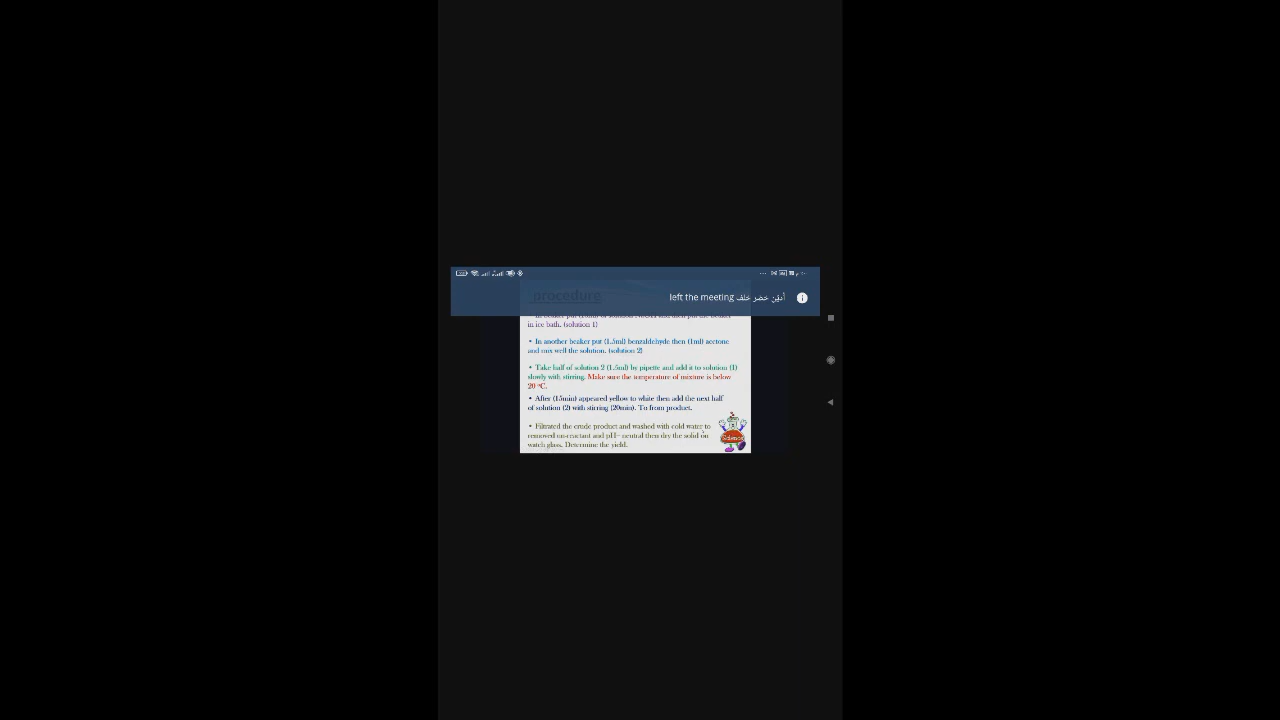 left the meeting أدڤن خضر خلف
procedure
in ice bath. (solution 1)
• In another beaker put (1.5ml) benzaldehyde then (1ml) acetone
and mix well the solution. (solution 2)
• Take half of solution 2 (1.5ml) by pipette and add it to solution (1)
slowly with stirring. Make sure the temperature of mixture is below
20 °C.
• After (15min) appeared yellow to white then add the next half
of solution (2) with stirring (20min). To from product.
• Filtrated the crude product and washed with cold water to
removed un-reactant and pH= neutral then dry the solid on
watch glass. Determine the yield.
Science